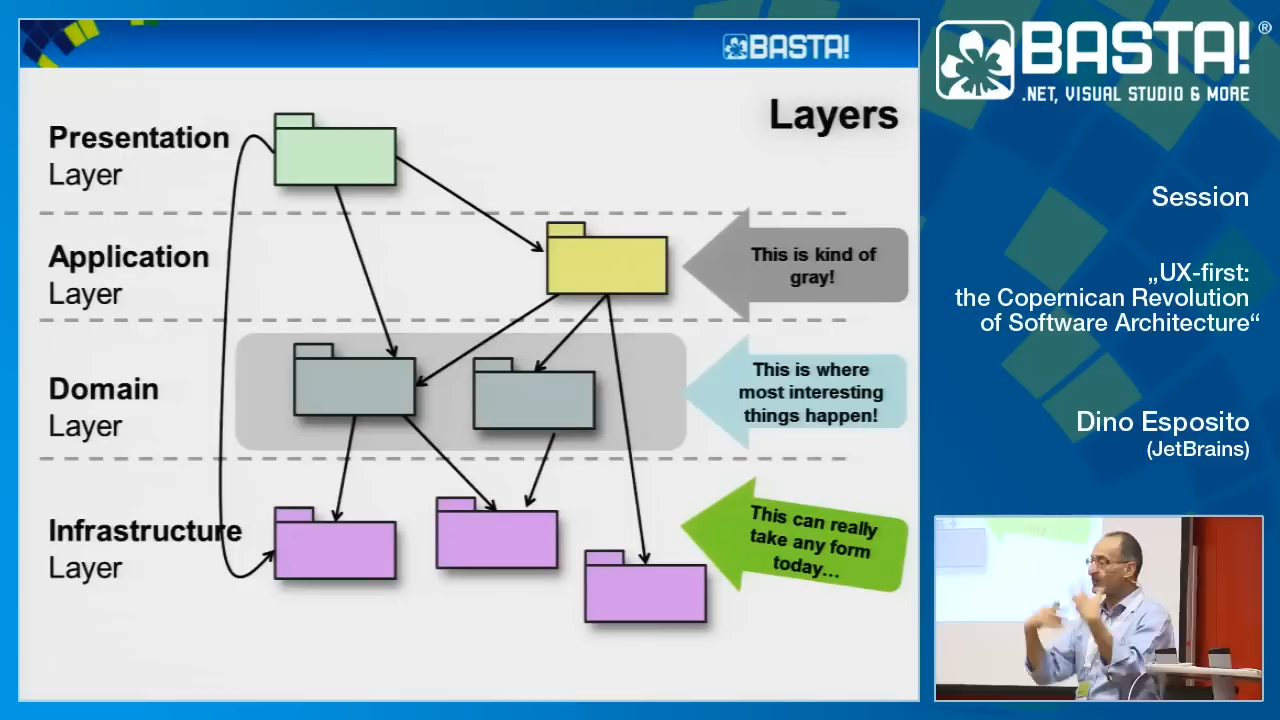 BASTA!
Layers
Presentation
Layer
Application
Layer
This is kind of
gray!
Domain
Layer
This is where
most interesting
things happen!
Infrastructure
Layer
This can really
take any form
today...
BASTA!®
.NET, VISUAL STUDIO & MORE
Session
„UX-first:
the Copernican Revolution
of Software Architecture“
Dino Esposito
(JetBrains)